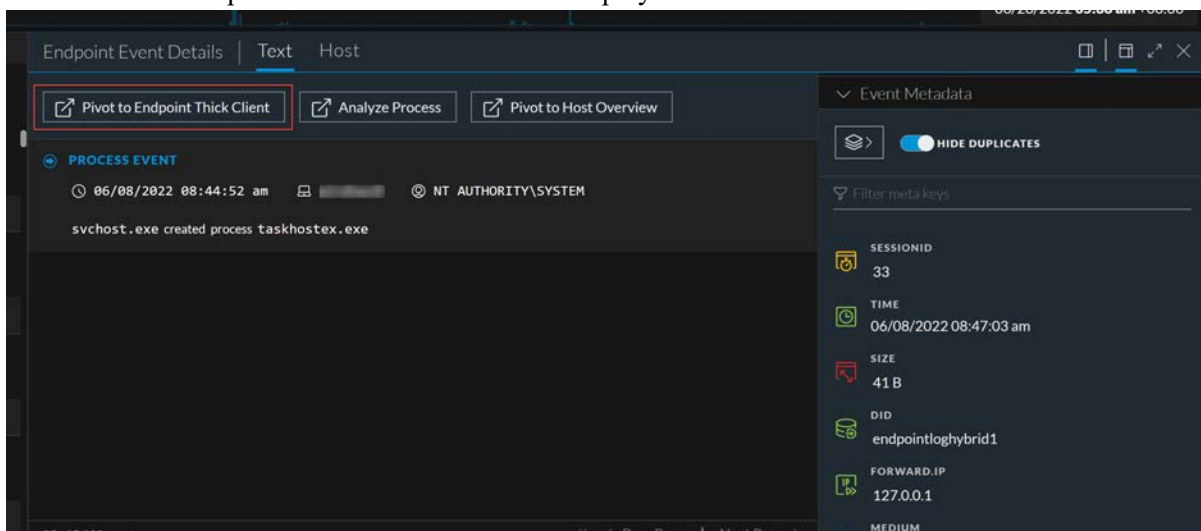 Endpoint Event Details | Text Host
Pivot to Endpoint Thick Client
Analyze Process
Pivot to Host Overview
PROCESS EVENT
06/08/2022 08:44:52 am
NT AUTHORITY\SYSTEM
svchost.exe created process taskhostex.exe
Event Metadata
HIDE DUPLICATES
Filter meta keys
SESSIONID
33
TIME
06/08/2022 08:47:03 am
SIZE
41 B
DID
endpointloghybrid1
FORWARD.IP
127.0.0.1
MEDIUM